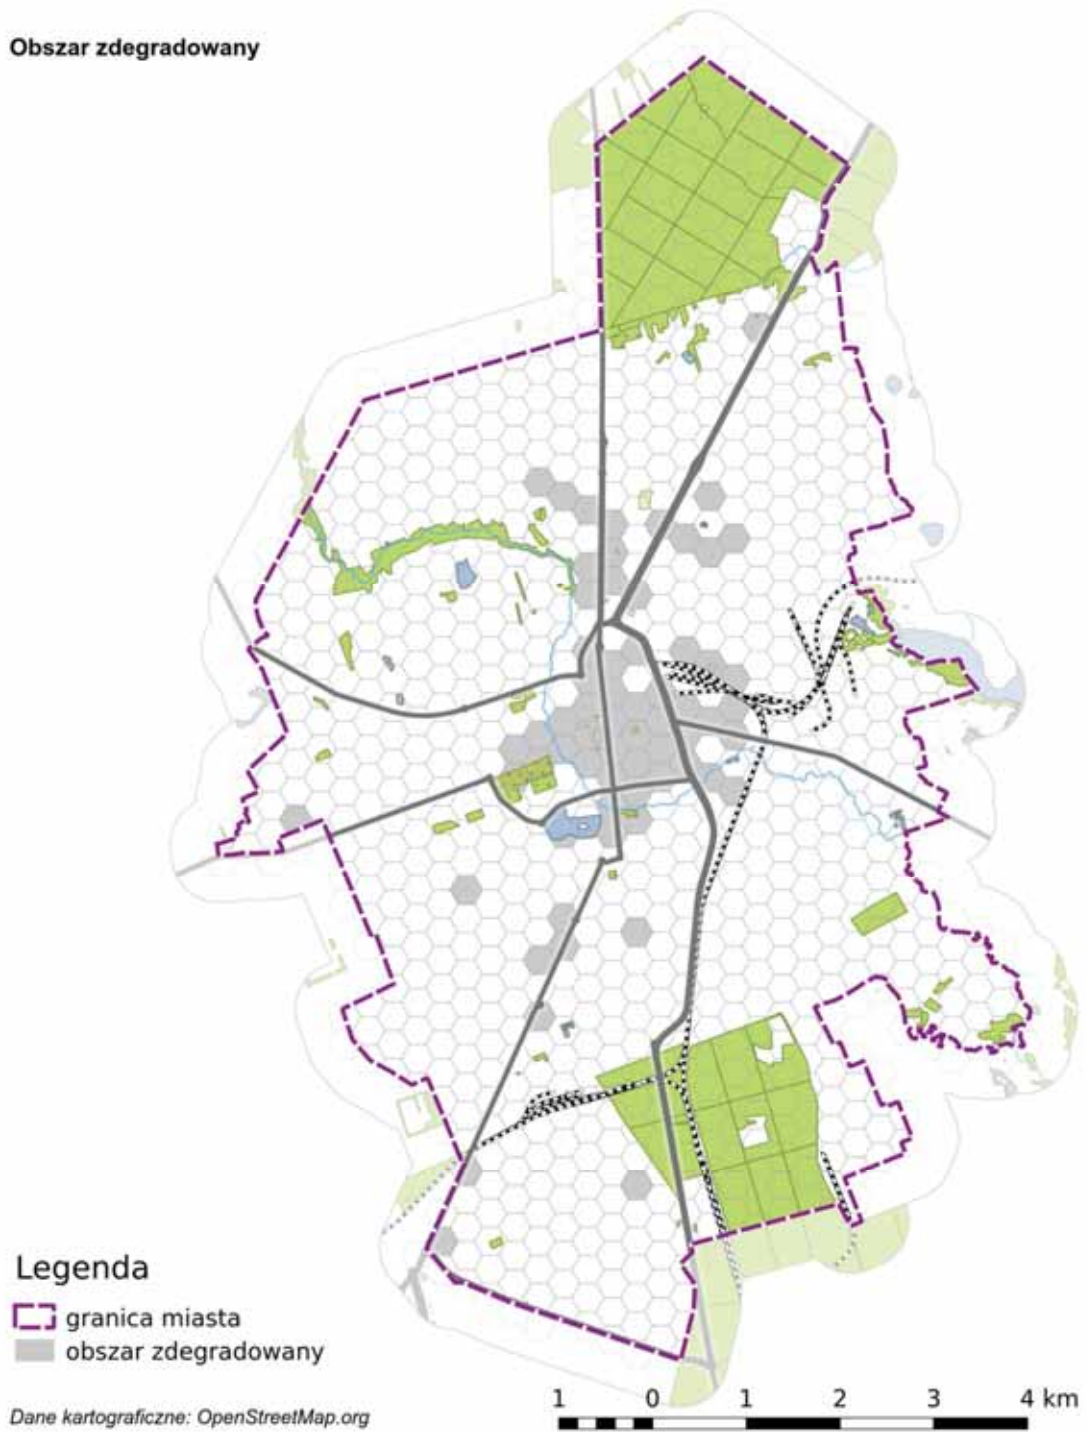 Obszar zdegradowany
Legenda
granica miasta
obszar zdegradowany
Dane kartograficzne: OpenStreetMap.org
1 0 1 2 3 4 km